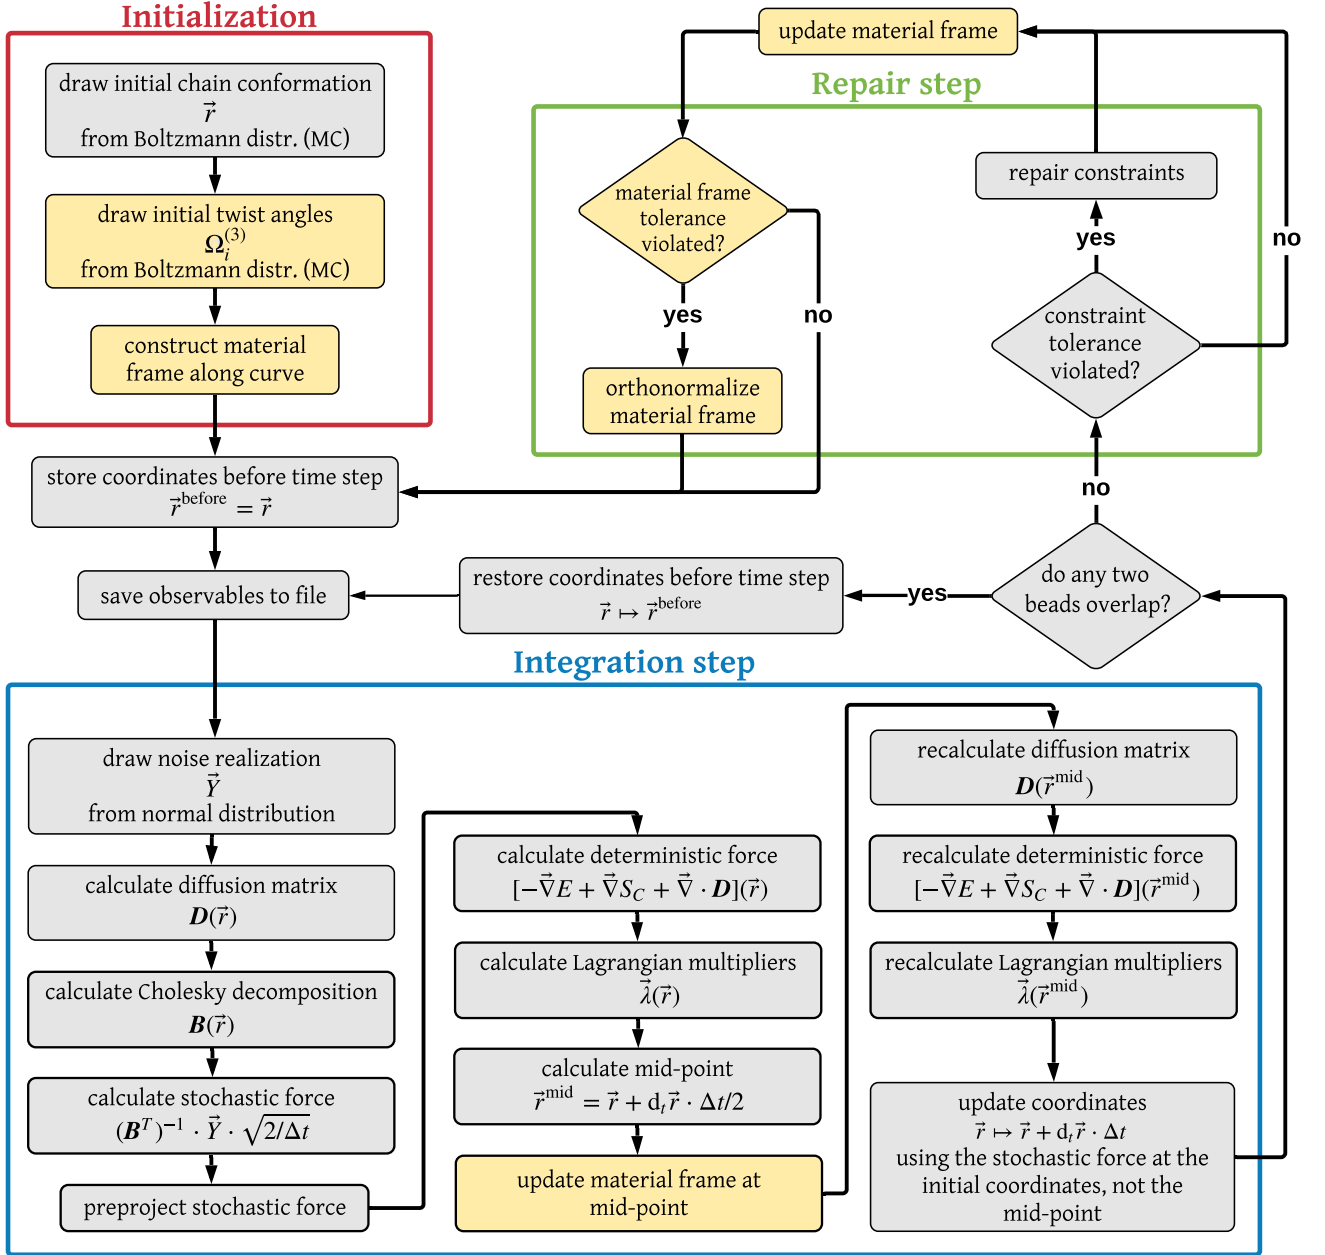 Initialization
draw initial chain conformation
r⃗
from Boltzmann distr. (MC)
draw initial twist angles
Ωᵢ⁽³⁾
from Boltzmann distr. (MC)
construct material
frame along curve
store coordinates before time step
r⃗^before = r⃗
save observables to file
update material frame
Repair step
material frame
tolerance
violated?
yes
no
orthonormalize
material frame
repair constraints
yes
no
constraint
tolerance
violated?
no
do any two
beads overlap?
yes
restore coordinates before time step
r⃗ ↦ r⃗^before
Integration step
draw noise realization
Y⃗
from normal distribution
calculate diffusion matrix
D(r⃗)
calculate Cholesky decomposition
B(r⃗)
calculate stochastic force
(Bᵀ)⁻¹ · Y⃗ · √(2/Δt)
preproject stochastic force
calculate deterministic force
[−∇⃗E + ∇⃗S_C + ∇⃗ · D](r⃗)
calculate Lagrangian multipliers
λ⃗(r⃗)
calculate mid-point
r⃗^mid = r⃗ + dₜr⃗ · Δt/2
update material frame at
mid-point
recalculate diffusion matrix
D(r⃗^mid)
recalculate deterministic force
[−∇⃗E + ∇⃗S_C + ∇⃗ · D](r⃗^mid)
recalculate Lagrangian multipliers
λ⃗(r⃗^mid)
update coordinates
r⃗ ↦ r⃗ + dₜr⃗ · Δt
using the stochastic force at the
initial coordinates, not the
mid-point